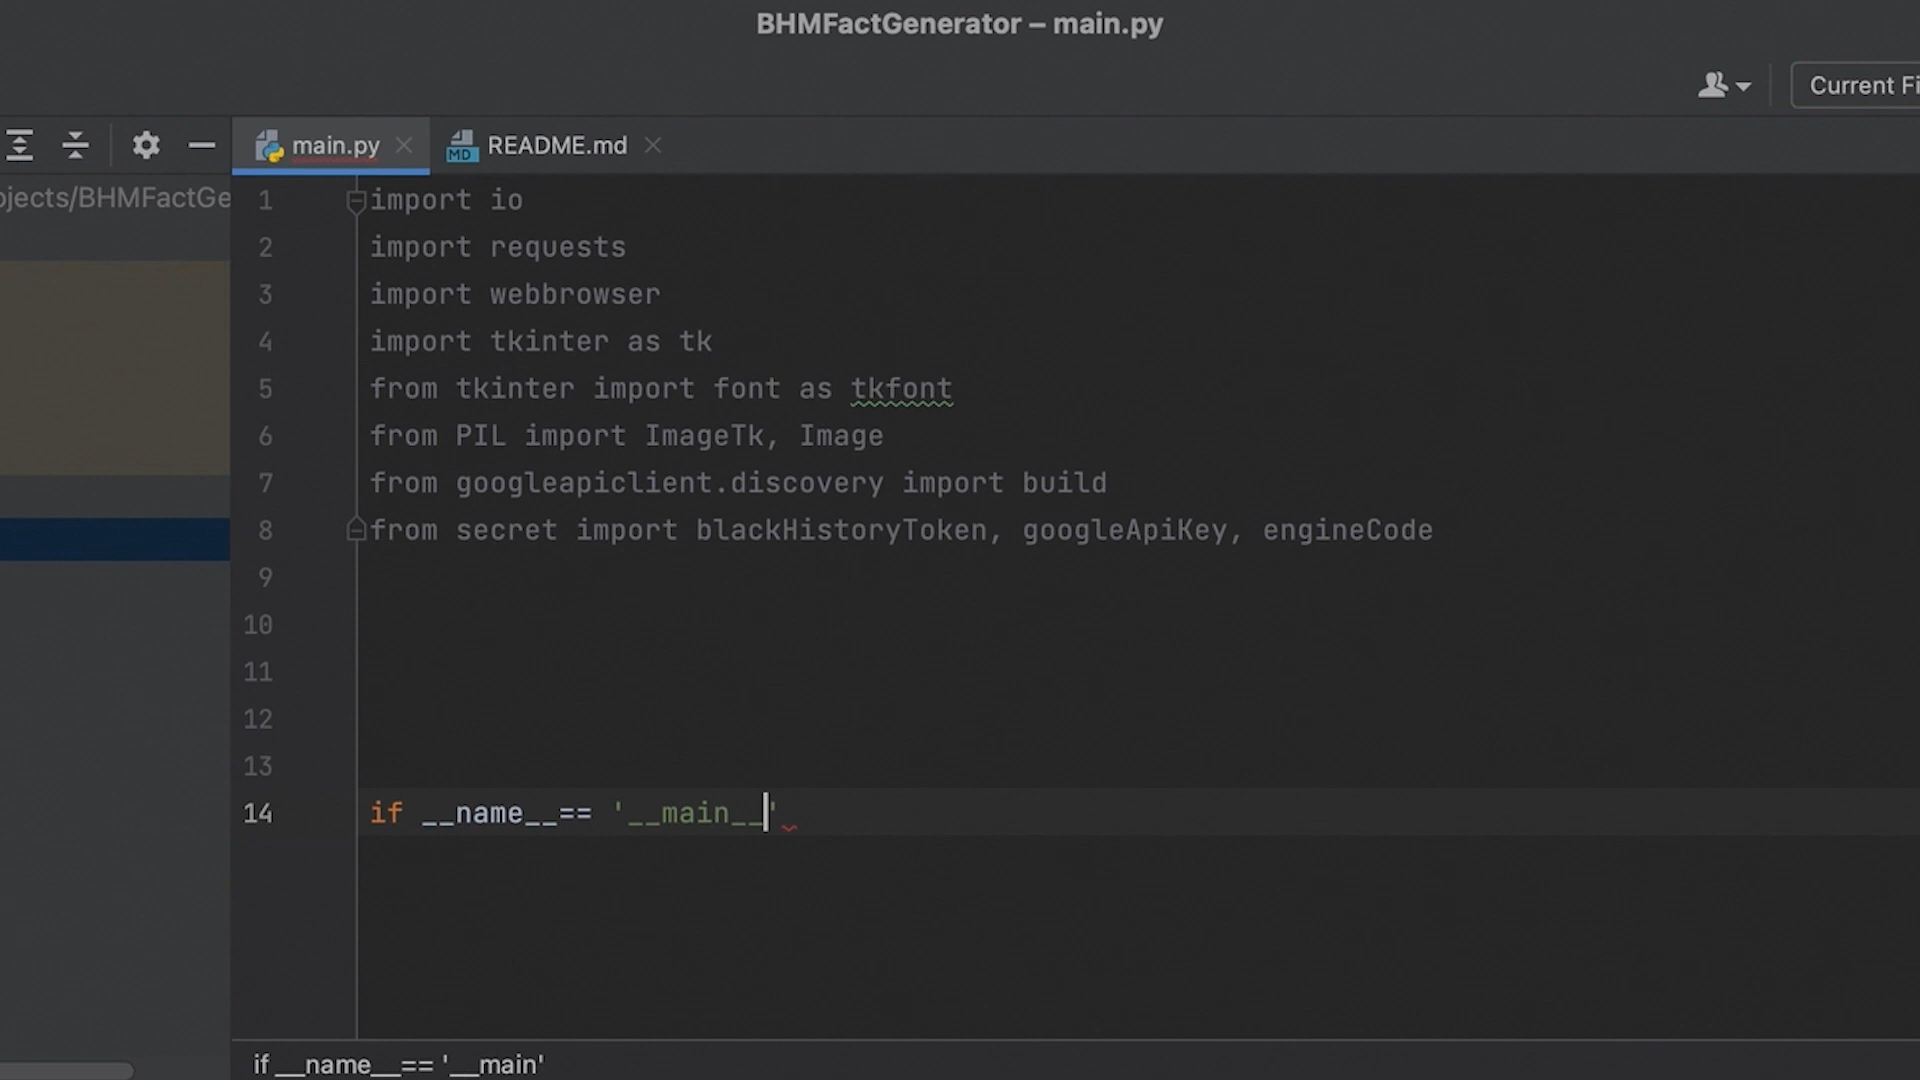 BHMFactGenerator – main.py
Current Fi
main.py
README.md
ojects/BHMFactGe
1 import io
2 import requests
3 import webbrowser
4 import tkinter as tk
5 from tkinter import font as tkfont
6 from PIL import ImageTk, Image
7 from googleapiclient.discovery import build
8 from secret import blackHistoryToken, googleApiKey, engineCode
9
10
11
12
13
14 if __name__== '__main__'
if __name__== '__main'